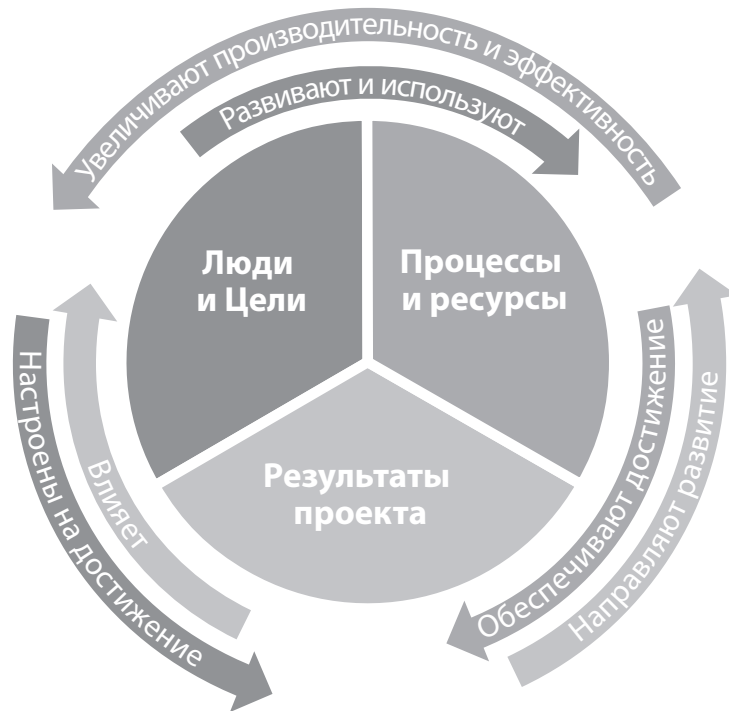 Увеличивают производительность и эффективность
Развивают и используют
Люди
и Цели
Процессы
и ресурсы
Результаты
проекта
Настроены на достижение
Влияет
Обеспечивают достижение
Направляют развитие